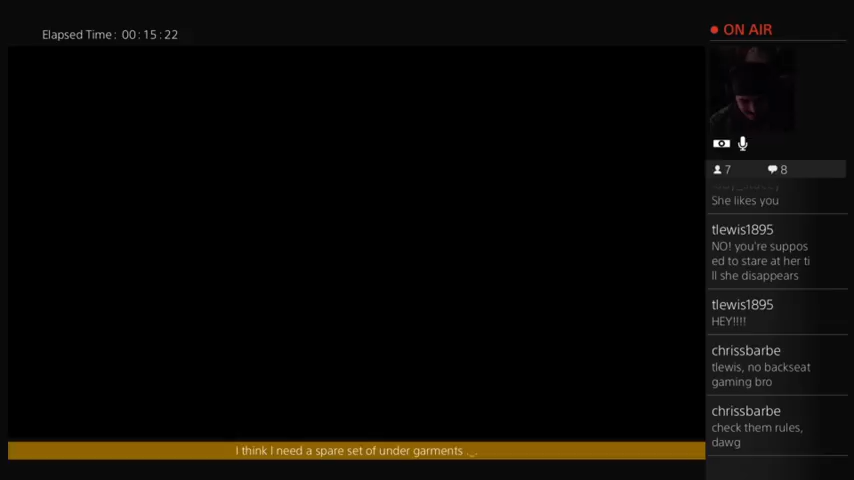 Elapsed Time: 00:15:22
ON AIR
7 8
She likes you
tlewis1895
NO! you're suppos
ed to stare at her ti
ll she disappears
tlewis1895
HEY!!!!
chrissbarbe
tlewis, no backseat
gaming bro
chrissbarbe
check them rules,
dawg
I think I need a spare set of under garments ._.